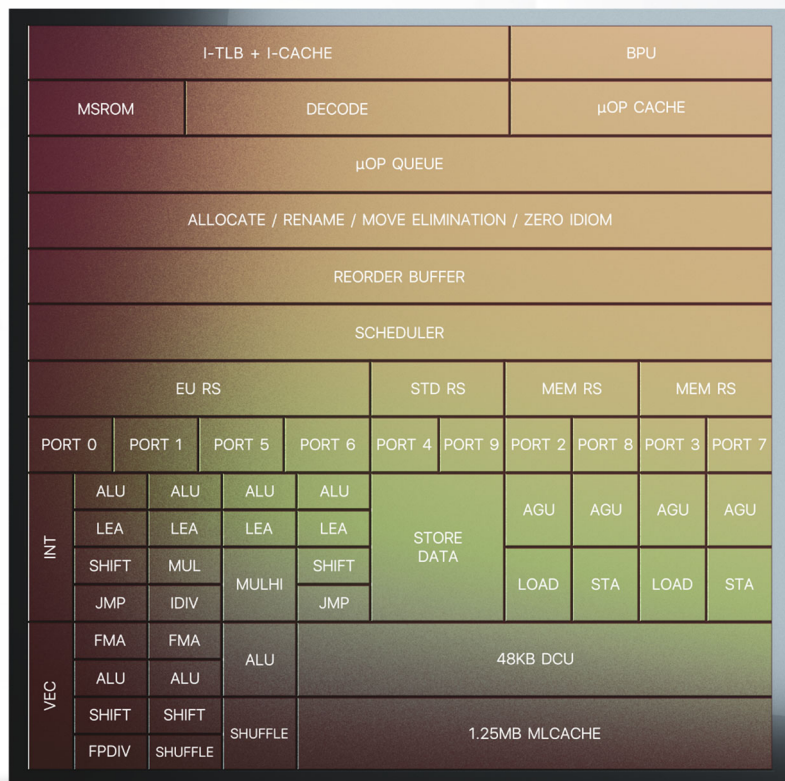 I-TLB + I-CACHE BPU
MSROM DECODE µOP CACHE
µOP QUEUE
ALLOCATE / RENAME / MOVE ELIMINATION / ZERO IDIOM
REORDER BUFFER
SCHEDULER
EU RS STD RS MEM RS MEM RS
PORT 0 PORT 1 PORT 5 PORT 6 PORT 4 PORT 9 PORT 2 PORT 8 PORT 3 PORT 7
INT
ALU ALU ALU ALU
LEA LEA LEA LEA
SHIFT MUL MULHI SHIFT
JMP IDIV JMP
STORE
DATA
AGU AGU AGU AGU
LOAD STA LOAD STA
VEC
FMA FMA ALU
ALU ALU
SHIFT SHIFT SHUFFLE
FPDIV SHUFFLE
48KB DCU
1.25MB MLCACHE